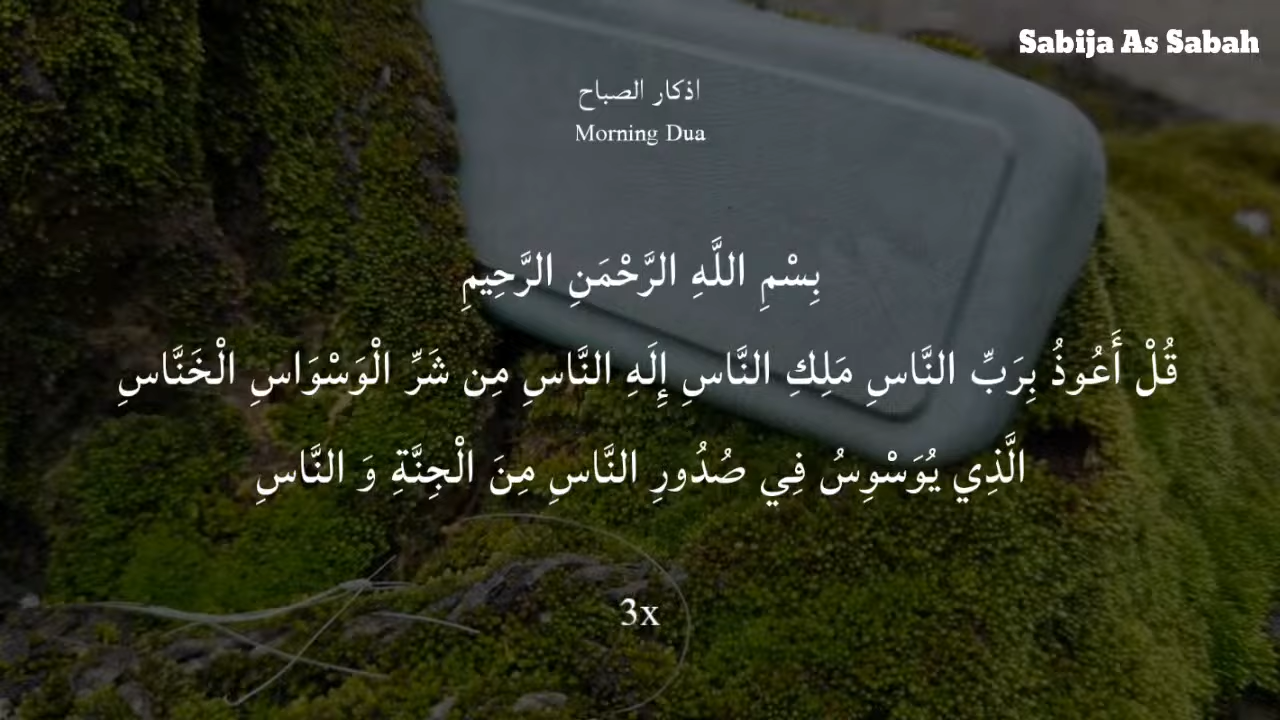 Sabija As Sabah
اذكار الصباح
Morning Dua
بِسْمِ اللَّهِ الرَّحْمَنِ الرَّحِيمِ
قُلْ أَعُوذُ بِرَبِّ النَّاسِ مَلِكِ النَّاسِ إِلَهِ النَّاسِ مِن شَرِّ الْوَسْوَاسِ الْخَنَّاسِ
الَّذِي يُوَسْوِسُ فِي صُدُورِ النَّاسِ مِنَ الْجِنَّةِ وَ النَّاسِ
3x